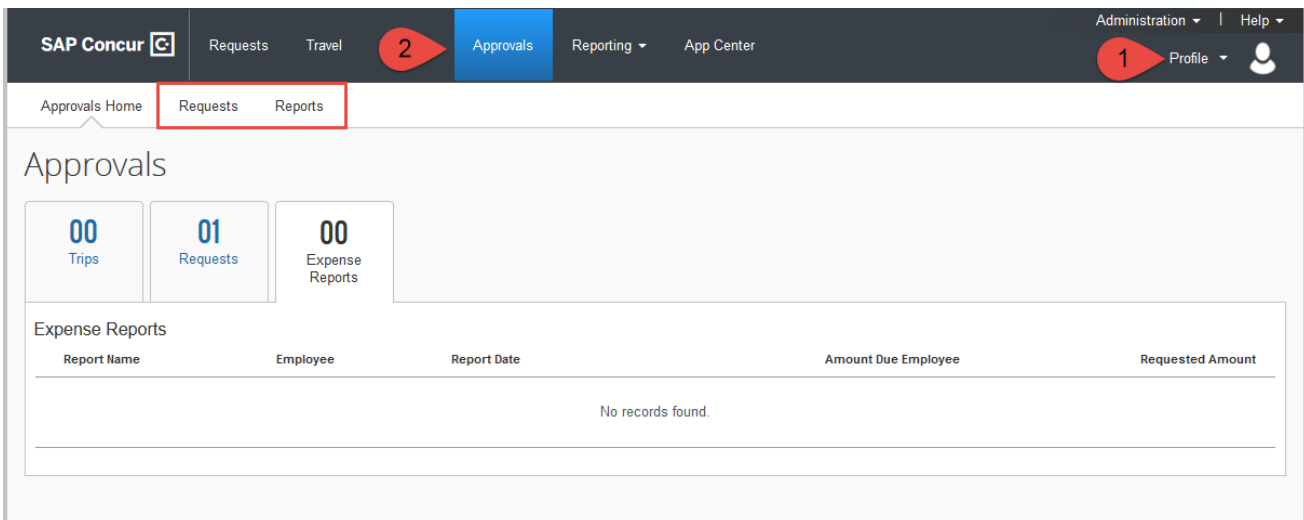 Administration | Help
SAP Concur C Requests Travel 2 Approvals Reporting App Center
1 Profile
Approvals Home Requests Reports
Approvals
00 01 00
Trips Requests Expense
Reports
Expense Reports
Report Name Employee Report Date Amount Due Employee Requested Amount
No records found.